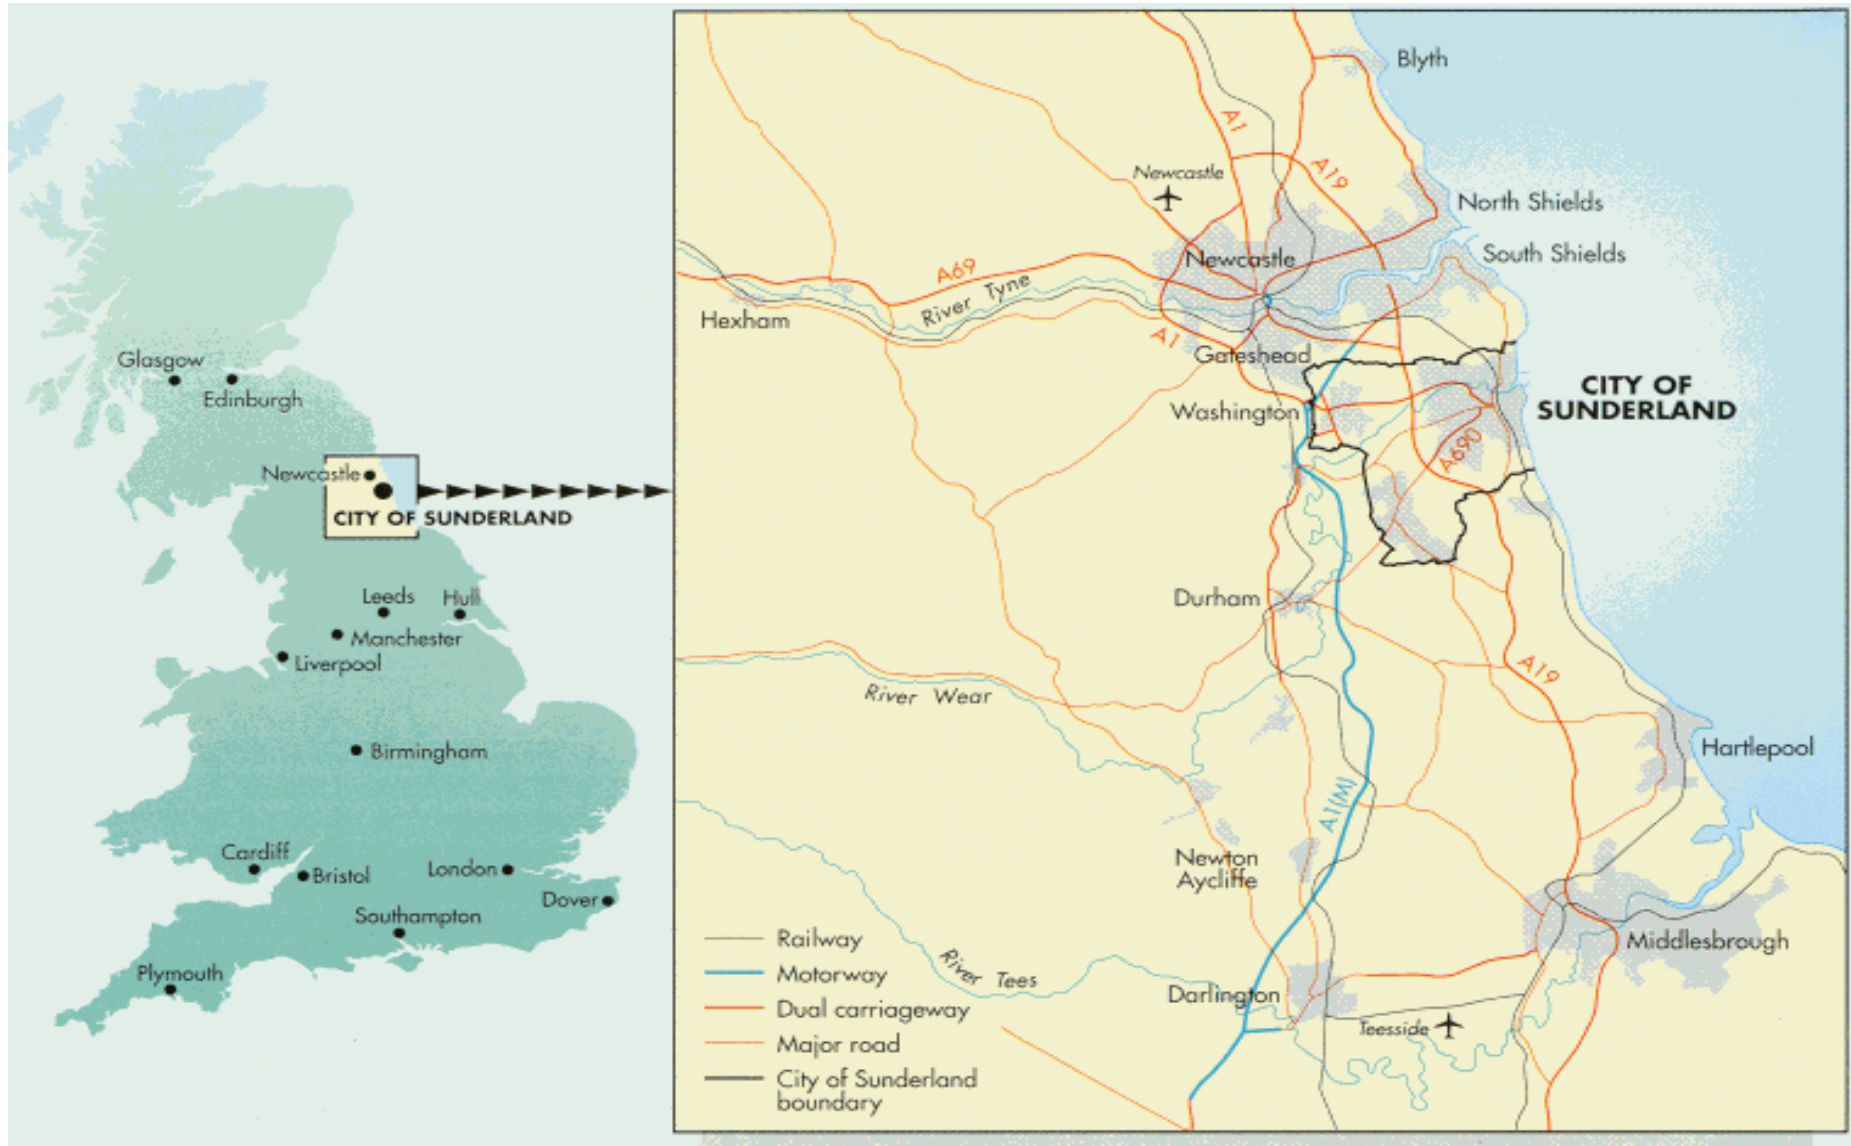 Glasgow
Edinburgh
Newcastle
CITY OF SUNDERLAND
Leeds
Hull
Manchester
Liverpool
Birmingham
Cardiff
Bristol
London
Dover
Southampton
Plymouth
Blyth
A1
A19
Newcastle
North Shields
South Shields
Newcastle
A69
River Tyne
Hexham
A1
Gateshead
CITY OF
SUNDERLAND
Washington
A690
Durham
A19
River Wear
Hartlepool
A1(M)
Newton
Aycliffe
Middlesbrough
River Tees
Darlington
Teesside
Railway
Motorway
Dual carriageway
Major road
City of Sunderland
boundary